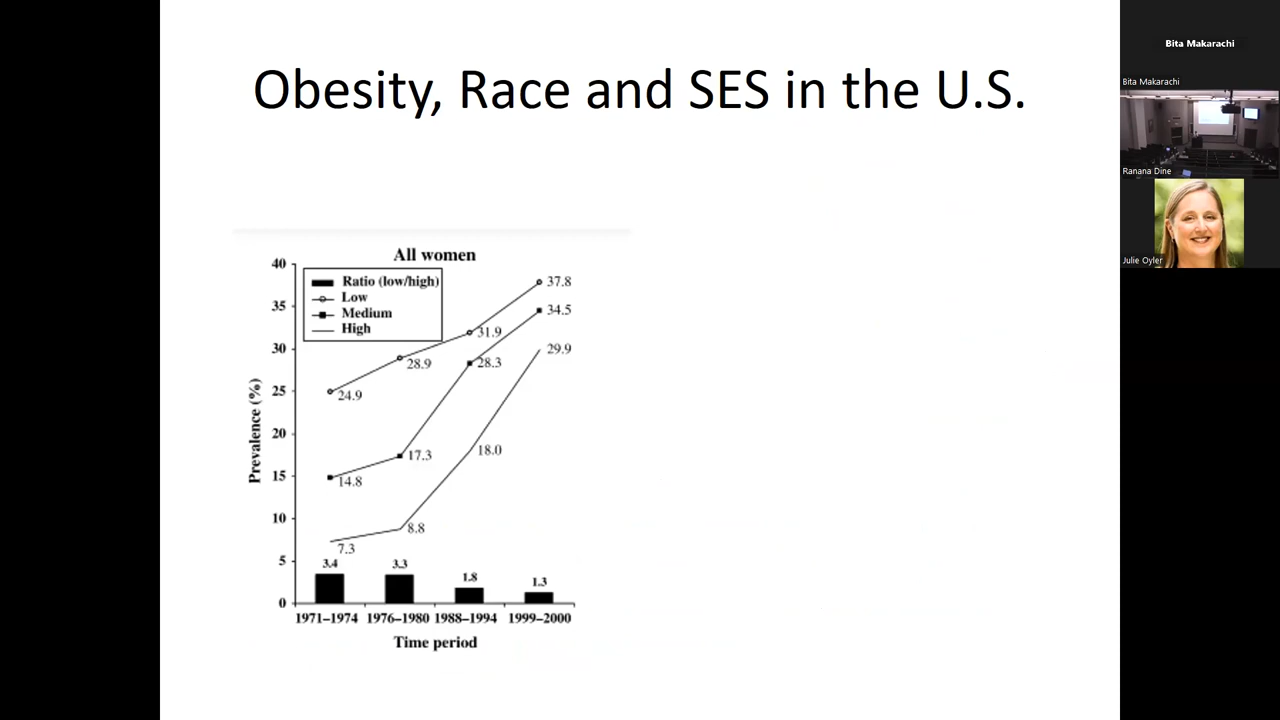 Obesity, Race and SES in the U.S.
All women
Ratio (low/high)
Low
Medium
High
Prevalence (%)
40
35
30
25
20
15
10
5
0
37.8
34.5
31.9
29.9
28.9
28.3
24.9
18.0
17.3
14.8
8.8
7.3
3.4
3.3
1.8
1.3
1971–1974 1976–1980 1988–1994 1999–2000
Time period
Bita Makarachi
Bita Makarachi
Ranana Dine
Julie Oyler